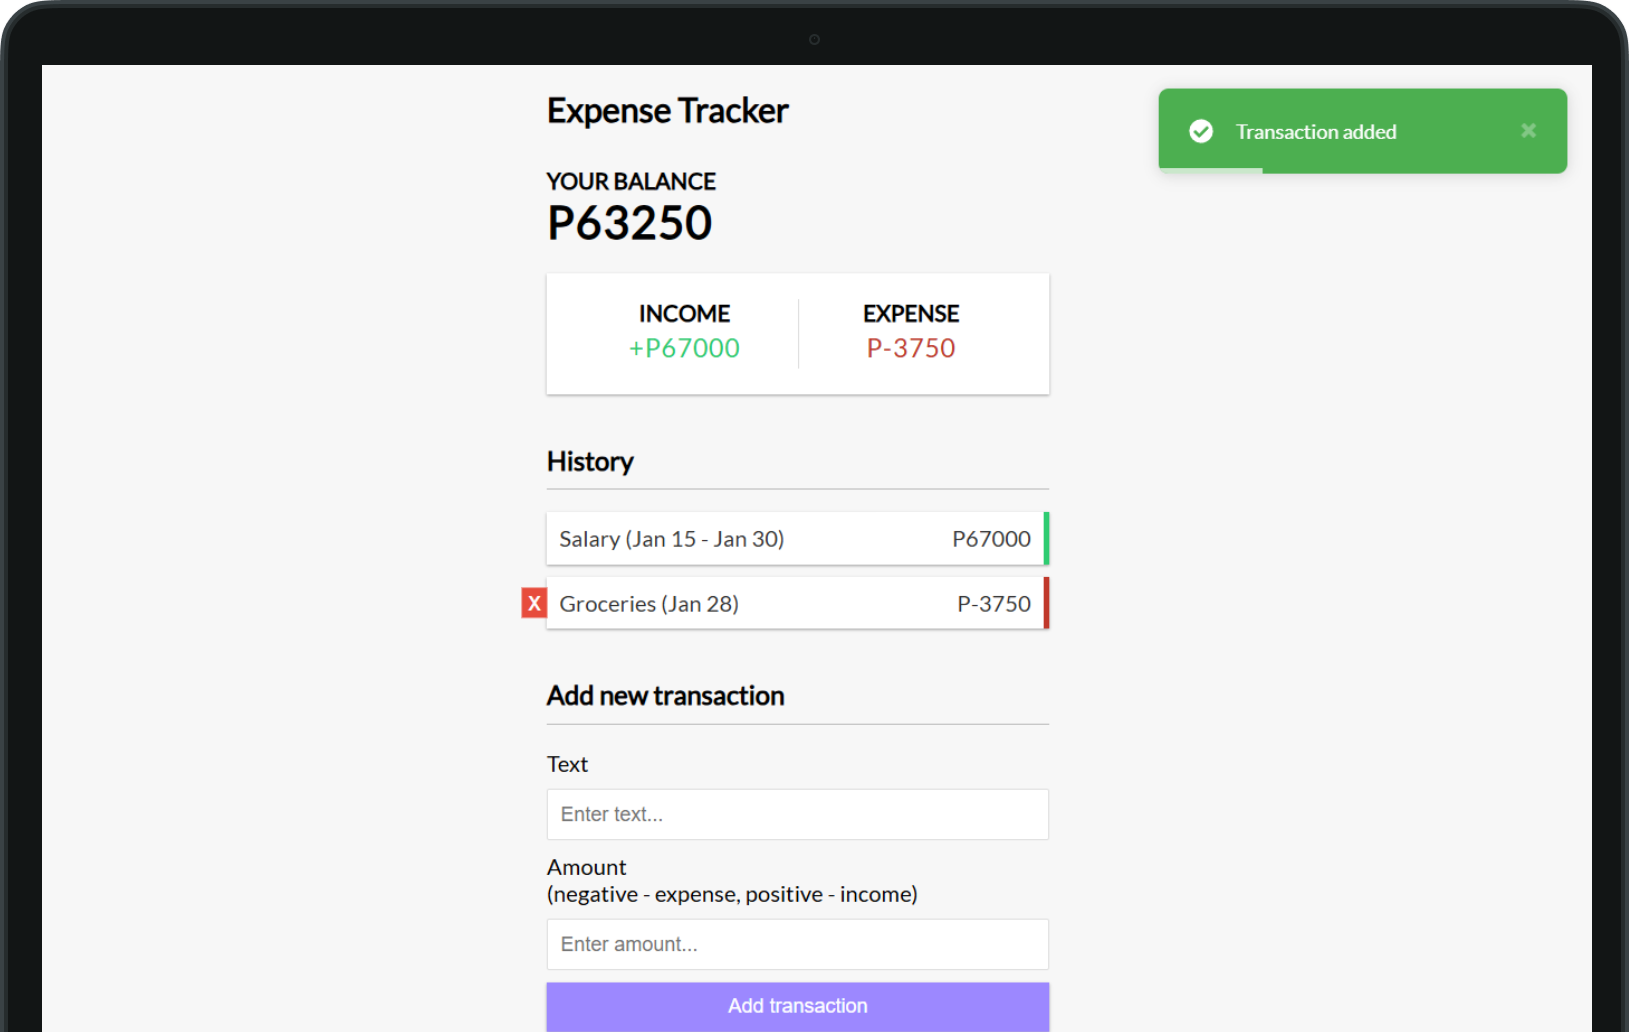 Expense Tracker
Transaction added
YOUR BALANCE
P63250
INCOME
+P67000
EXPENSE
P-3750
History
Salary (Jan 15 - Jan 30) P67000
X Groceries (Jan 28) P-3750
Add new transaction
Text
Enter text...
Amount
(negative - expense, positive - income)
Enter amount...
Add transaction